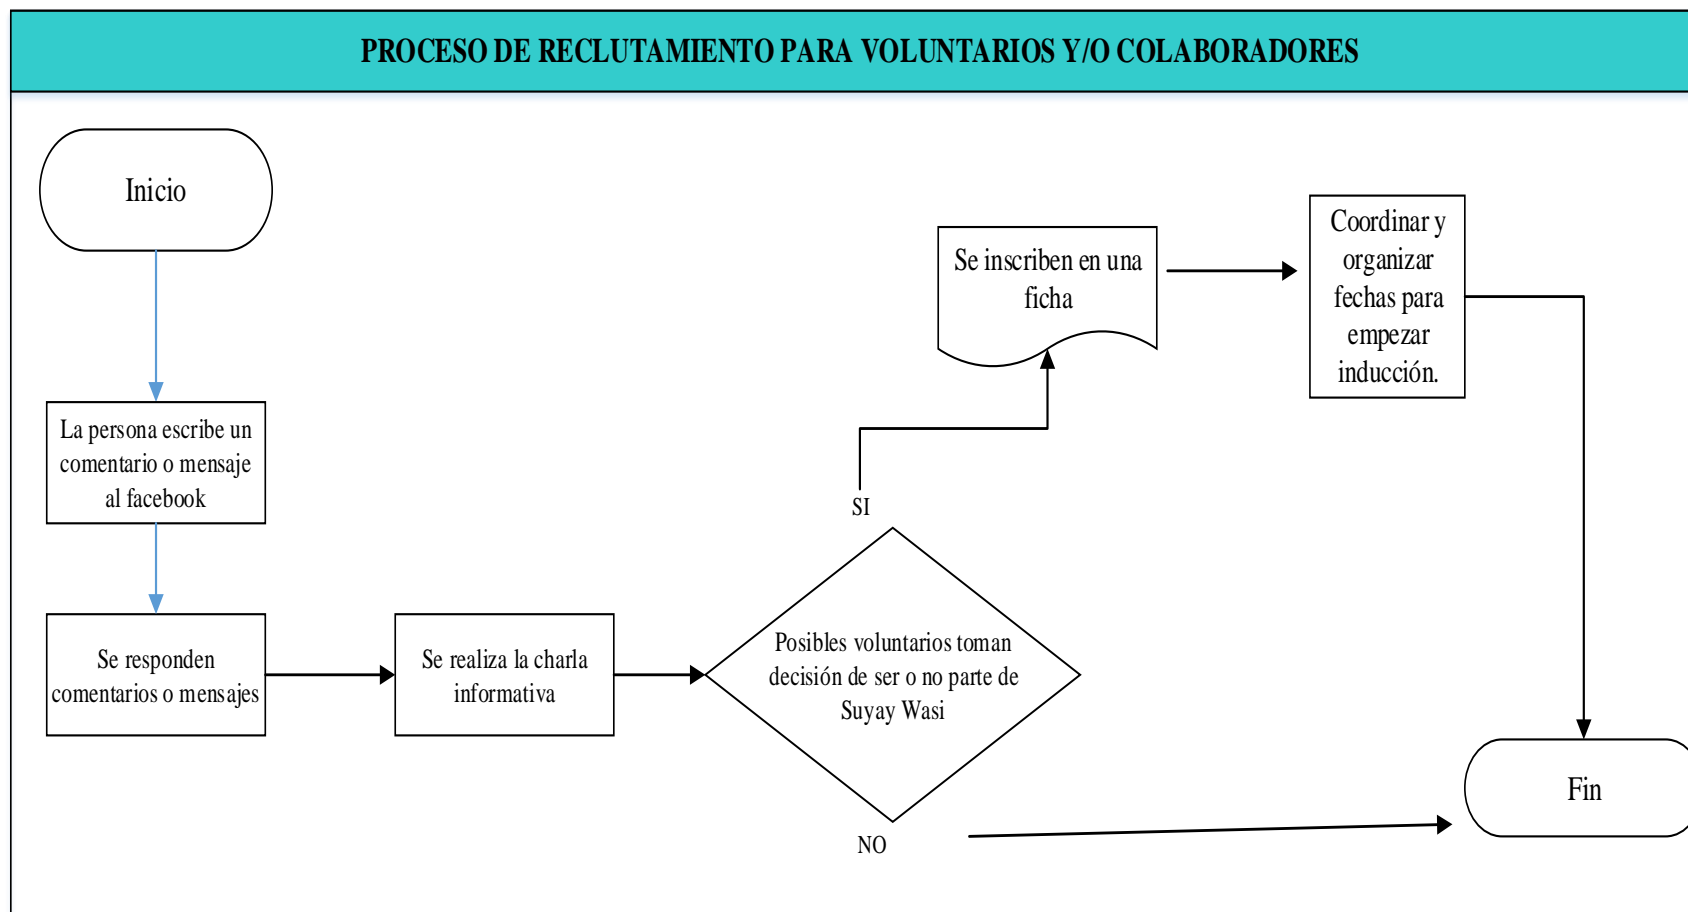 PROCESO DE RECLUTAMIENTO PARA VOLUNTARIOS Y/O COLABORADORES
Inicio
La persona escribe un
comentario o mensaje
al facebook
Se responden
comentarios o mensajes
Se realiza la charla
informativa
Posibles voluntarios toman
decisión de ser o no parte de
Suyay Wasi
SI
Se inscriben en una
ficha
Coordinar y
organizar
fechas para
empezar
inducción.
NO
Fin